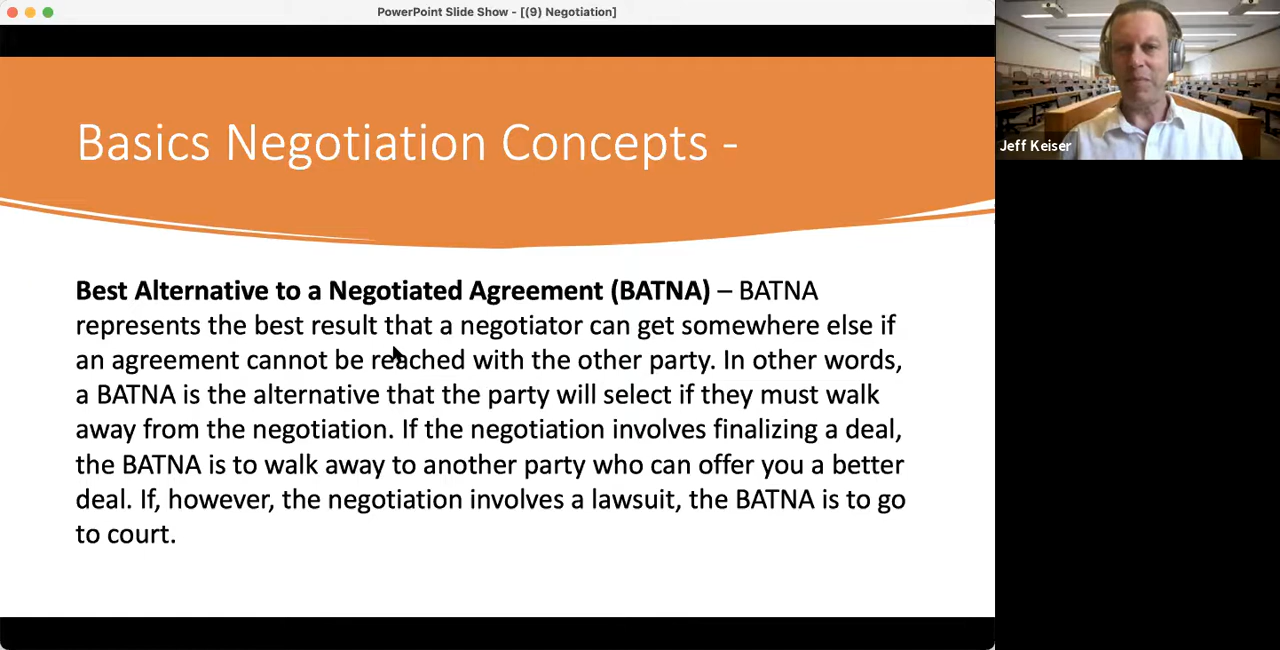 PowerPoint Slide Show - [(9) Negotiation]
Basics Negotiation Concepts -
Best Alternative to a Negotiated Agreement (BATNA) – BATNA
represents the best result that a negotiator can get somewhere else if
an agreement cannot be reached with the other party. In other words,
a BATNA is the alternative that the party will select if they must walk
away from the negotiation. If the negotiation involves finalizing a deal,
the BATNA is to walk away to another party who can offer you a better
deal. If, however, the negotiation involves a lawsuit, the BATNA is to go
to court.
Jeff Keiser